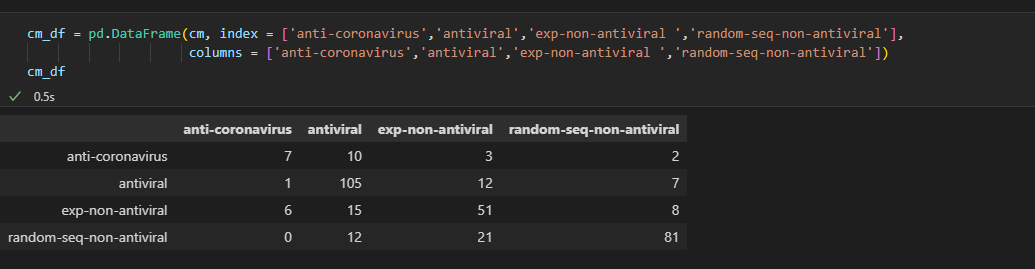 cm_df = pd.DataFrame(cm, index = ['anti-coronavirus','antiviral','exp-non-antiviral ','random-seq-non-antiviral'],
columns = ['anti-coronavirus','antiviral','exp-non-antiviral ','random-seq-non-antiviral'])
cm_df
0.5s
anti-coronavirus antiviral exp-non-antiviral random-seq-non-antiviral
anti-coronavirus 7 10 3 2
antiviral 1 105 12 7
exp-non-antiviral 6 15 51 8
random-seq-non-antiviral 0 12 21 81